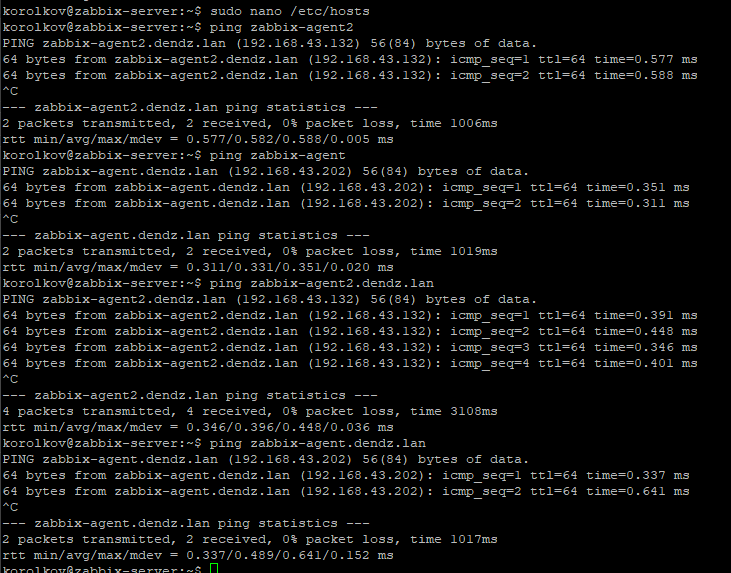 korolkov@zabbix-server:~$ sudo nano /etc/hosts
korolkov@zabbix-server:~$ ping zabbix-agent2
PING zabbix-agent2.dendz.lan (192.168.43.132) 56(84) bytes of data.
64 bytes from zabbix-agent2.dendz.lan (192.168.43.132): icmp_seq=1 ttl=64 time=0.577 ms
64 bytes from zabbix-agent2.dendz.lan (192.168.43.132): icmp_seq=2 ttl=64 time=0.588 ms
^C
--- zabbix-agent2.dendz.lan ping statistics ---
2 packets transmitted, 2 received, 0% packet loss, time 1006ms
rtt min/avg/max/mdev = 0.577/0.582/0.588/0.005 ms
korolkov@zabbix-server:~$ ping zabbix-agent
PING zabbix-agent.dendz.lan (192.168.43.202) 56(84) bytes of data.
64 bytes from zabbix-agent.dendz.lan (192.168.43.202): icmp_seq=1 ttl=64 time=0.351 ms
64 bytes from zabbix-agent.dendz.lan (192.168.43.202): icmp_seq=2 ttl=64 time=0.311 ms
^C
--- zabbix-agent.dendz.lan ping statistics ---
2 packets transmitted, 2 received, 0% packet loss, time 1019ms
rtt min/avg/max/mdev = 0.311/0.331/0.351/0.020 ms
korolkov@zabbix-server:~$ ping zabbix-agent2.dendz.lan
PING zabbix-agent2.dendz.lan (192.168.43.132) 56(84) bytes of data.
64 bytes from zabbix-agent2.dendz.lan (192.168.43.132): icmp_seq=1 ttl=64 time=0.391 ms
64 bytes from zabbix-agent2.dendz.lan (192.168.43.132): icmp_seq=2 ttl=64 time=0.448 ms
64 bytes from zabbix-agent2.dendz.lan (192.168.43.132): icmp_seq=3 ttl=64 time=0.346 ms
64 bytes from zabbix-agent2.dendz.lan (192.168.43.132): icmp_seq=4 ttl=64 time=0.401 ms
^C
--- zabbix-agent2.dendz.lan ping statistics ---
4 packets transmitted, 4 received, 0% packet loss, time 3108ms
rtt min/avg/max/mdev = 0.346/0.396/0.448/0.036 ms
korolkov@zabbix-server:~$ ping zabbix-agent.dendz.lan
PING zabbix-agent.dendz.lan (192.168.43.202) 56(84) bytes of data.
64 bytes from zabbix-agent.dendz.lan (192.168.43.202): icmp_seq=1 ttl=64 time=0.337 ms
64 bytes from zabbix-agent.dendz.lan (192.168.43.202): icmp_seq=2 ttl=64 time=0.641 ms
^C
--- zabbix-agent.dendz.lan ping statistics ---
2 packets transmitted, 2 received, 0% packet loss, time 1017ms
rtt min/avg/max/mdev = 0.337/0.489/0.641/0.152 ms
korolkov@zabbix-server:~$